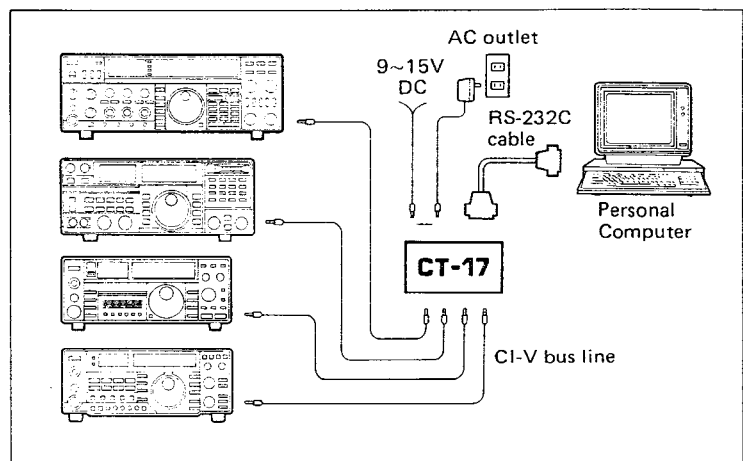 AC outlet
9~15V
DC
RS-232C
cable
Personal
Computer
CT-17
CI-V bus line